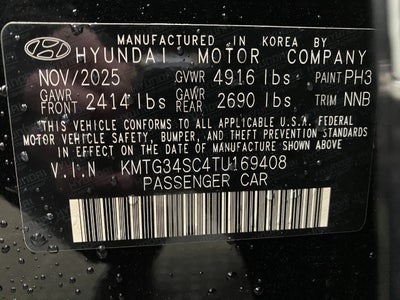 MANUFACTURED IN KOREA BY
HYUNDAI MOTOR COMPANY
NOV/2025 GVWR 4916 lbs PAINT PH3
GAWR FRONT 2414 lbs GAWR REAR 2690 lbs TRIM NNB
THIS VEHICLE CONFORMS TO ALL APPLICABLE U.S.A. FEDERAL
MOTOR VEHICLE SAFETY, BUMPER, AND THEFT PREVENTION STANDARDS
IN EFFECT ON THE DATE OF MANUFACTURE SHOWN ABOVE
V.I.N KMTG34SC4TU169408
PASSENGER CAR